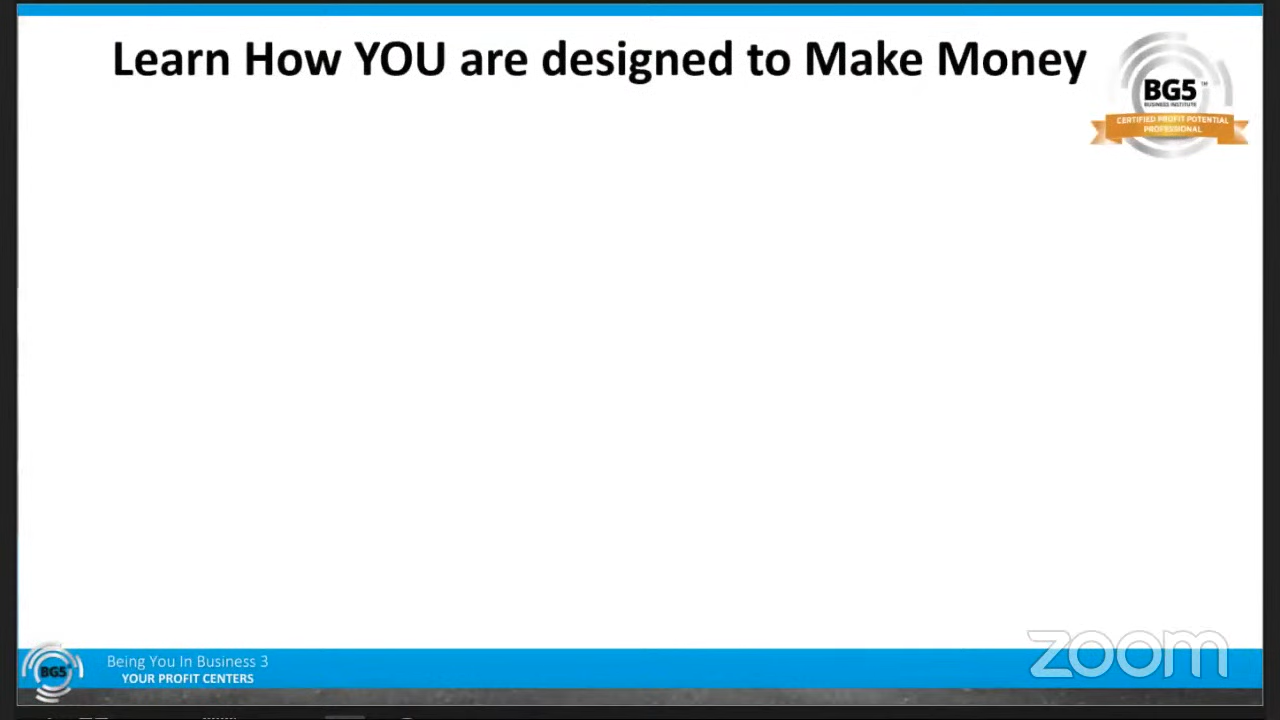 Learn How YOU are designed to Make Money
BG5 ™
BUSINESS INSTITUTE
CERTIFIED PROFIT POTENTIAL
PROFESSIONAL
zoom
BG5
Being You In Business 3
YOUR PROFIT CENTERS